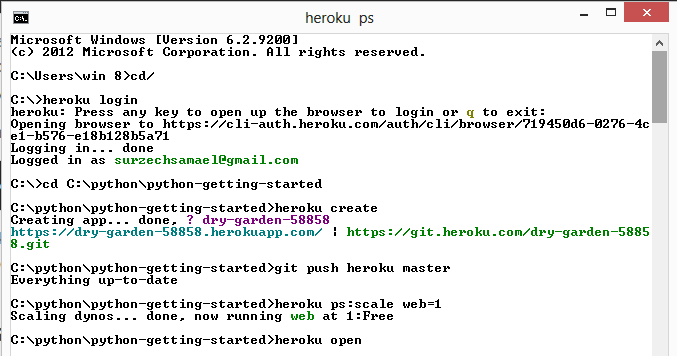 heroku ps
C:\.
Microsoft Windows [Version 6.2.9200]
(c) 2012 Microsoft Corporation. All rights reserved.
C:\Users\win 8>cd/
C:\>heroku login
heroku: Press any key to open up the browser to login or q to exit:
Opening browser to https://cli-auth.heroku.com/auth/cli/browser/719450d6-0276-4c
e1-b576-e18b128b5a71
Logging in... done
Logged in as surzechsamael@gmail.com
C:\>cd C:\python\python-getting-started
C:\python\python-getting-started>heroku create
Creating app... done, ? dry-garden-58858
https://dry-garden-58858.herokuapp.com/ | https://git.heroku.com/dry-garden-5885
8.git
C:\python\python-getting-started>git push heroku master
Everything up-to-date
C:\python\python-getting-started>heroku ps:scale web=1
Scaling dynos... done, now running web at 1:Free
C:\python\python-getting-started>heroku open